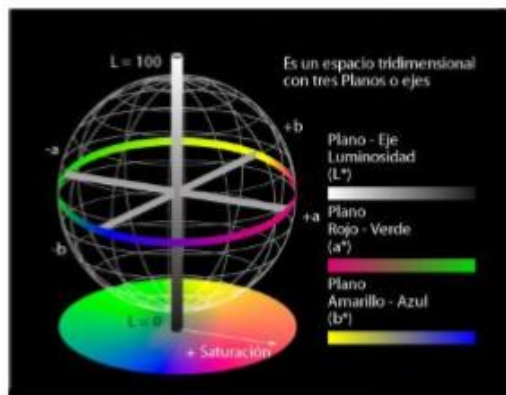 L = 100
Es un espacio tridimensional
con tres Planos o ejes
+b
-a
Plano - Eje
Luminosidad
(L*)
Plano
Rojo - Verde
(a*)
+a
-b
Plano
Amarillo - Azul
(b*)
L = 0
+ Saturación